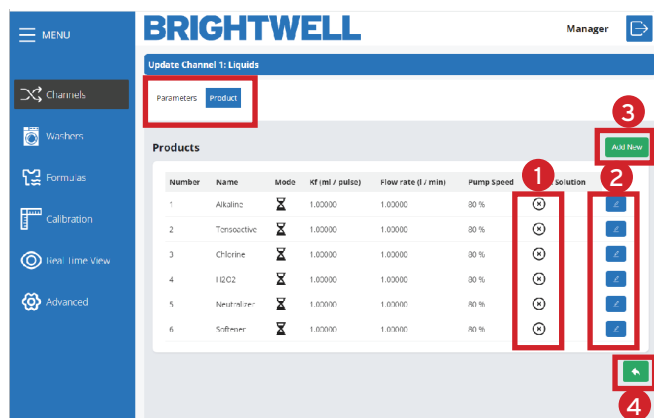 MENU
BRIGHTWELL
Manager
Update Channel 1: Liquids
Channels
Parameters Product
3
Washers
Products
Add New
1 2
Formulas
Number Name Mode Kf (ml / pulse) Flow rate (l / min) Pump Speed Solution
1 Alkaline 1.00000 1.00000 80 %
Calibration
2 Tensoactive 1.00000 1.00000 80 %
3 Chlorine 1.00000 1.00000 80 %
Real Time View
4 H2O2 1.00000 1.00000 80 %
Advanced
5 Neutralizer 1.00000 1.00000 80 %
6 Softener 1.00000 1.00000 80 %
4